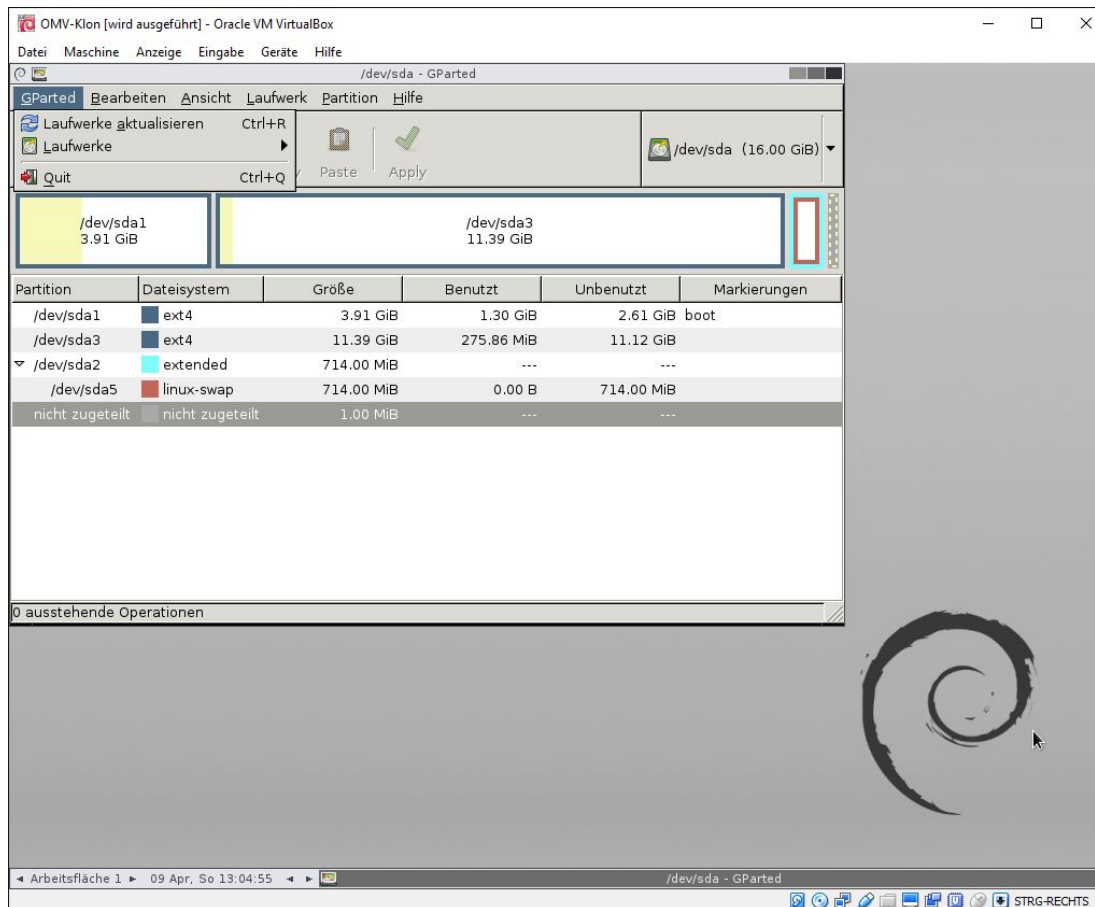 OMV-Klon [wird ausgeführt] - Oracle VM VirtualBox
Datei Maschine Anzeige Eingabe Geräte Hilfe
/dev/sda - GParted
GParted Bearbeiten Ansicht Laufwerk Partition Hilfe
Laufwerke aktualisieren Ctrl+R
Laufwerke
Quit Ctrl+Q
Paste Apply
/dev/sda (16.00 GiB)
/dev/sda1
3.91 GiB
/dev/sda3
11.39 GiB
Partition Dateisystem Größe Benutzt Unbenutzt Markierungen
/dev/sda1 ext4 3.91 GiB 1.30 GiB 2.61 GiB boot
/dev/sda3 ext4 11.39 GiB 275.86 MiB 11.12 GiB
/dev/sda2 extended 714.00 MiB --- ---
/dev/sda5 linux-swap 714.00 MiB 0.00 B 714.00 MiB
nicht zugeteilt nicht zugeteilt 1.00 MiB --- ---
0 ausstehende Operationen
Arbeitsfläche 1 09 Apr, So 13:04:55 /dev/sda - GParted
STRG-RECHTS